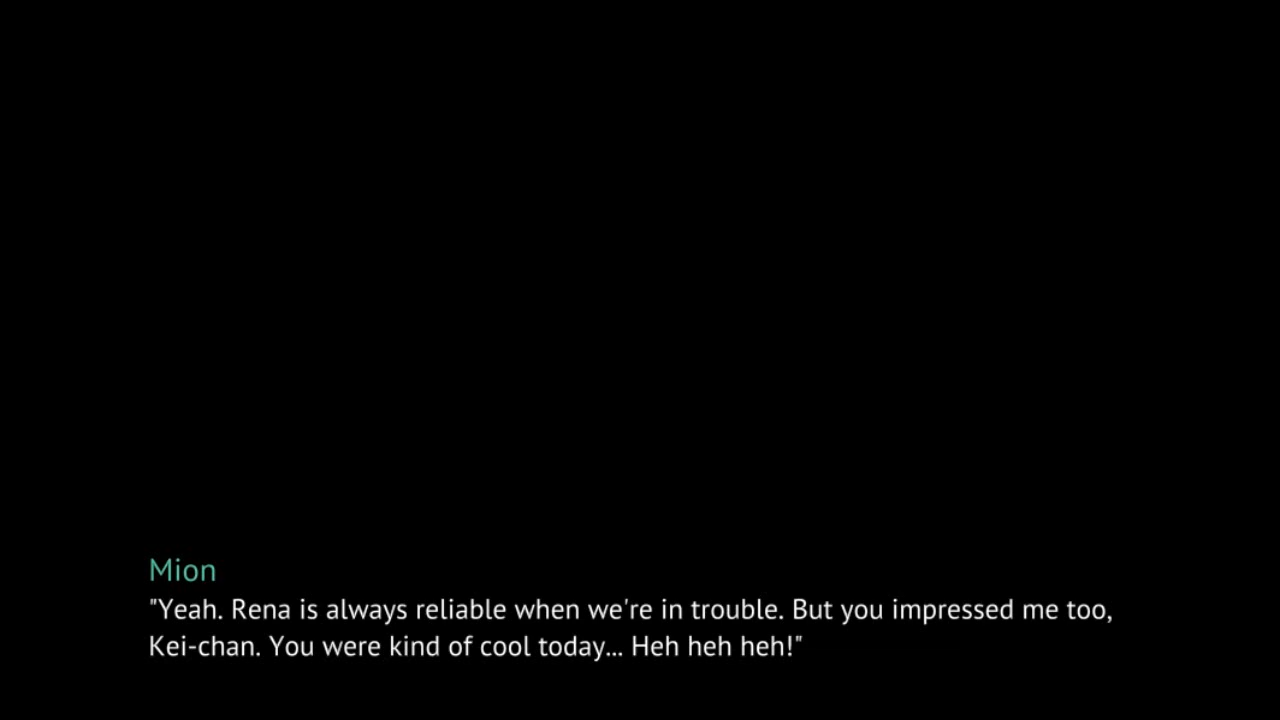 Mion
"Yeah. Rena is always reliable when we're in trouble. But you impressed me too,
Kei-chan. You were kind of cool today... Heh heh heh!"